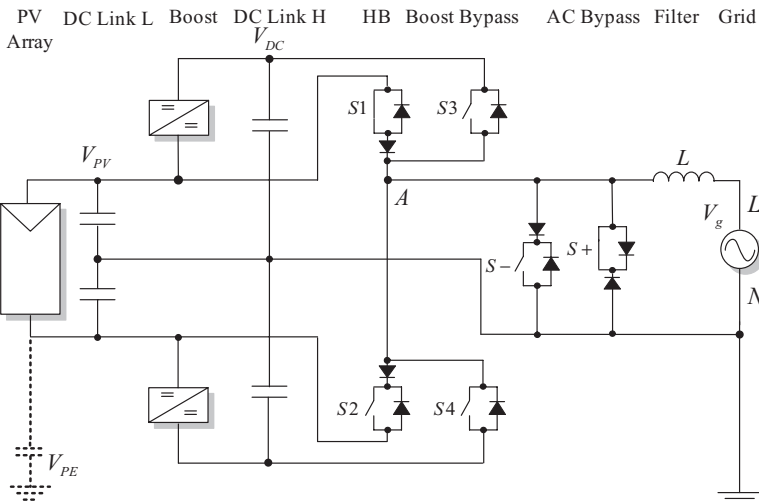 PV Array DC Link L Boost DC Link H HB Boost Bypass AC Bypass Filter Grid
V_DC
S1 S3
V_PV
L
A
V_g L
S− S+
N
S2 S4
V_PE